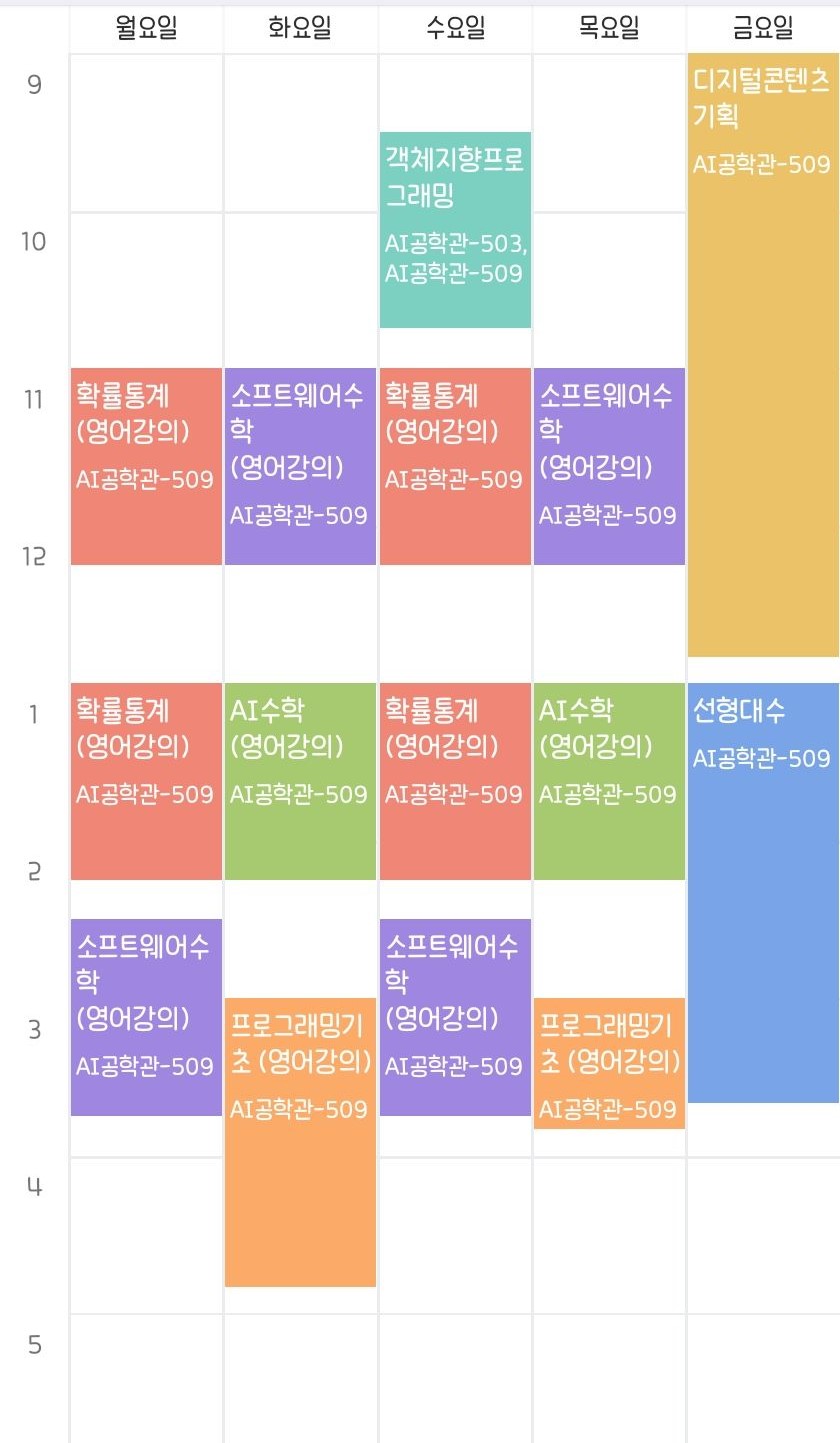 월요일
화요일
수요일
목요일
금요일
9
디지털콘텐츠
기획
AI공학관-509
객체지향프로
그래밍
AI공학관-503,
AI공학관-509
10
11
확률통계
(영어강의)
AI공학관-509
소프트웨어수
학
(영어강의)
AI공학관-509
확률통계
(영어강의)
AI공학관-509
소프트웨어수
학
(영어강의)
AI공학관-509
12
1
확률통계
(영어강의)
AI공학관-509
AI수학
(영어강의)
AI공학관-509
확률통계
(영어강의)
AI공학관-509
AI수학
(영어강의)
AI공학관-509
선형대수
AI공학관-509
2
소프트웨어수
학
(영어강의)
AI공학관-509
소프트웨어수
학
(영어강의)
AI공학관-509
3
프로그래밍기
초 (영어강의)
AI공학관-509
프로그래밍기
초 (영어강의)
AI공학관-509
4
5